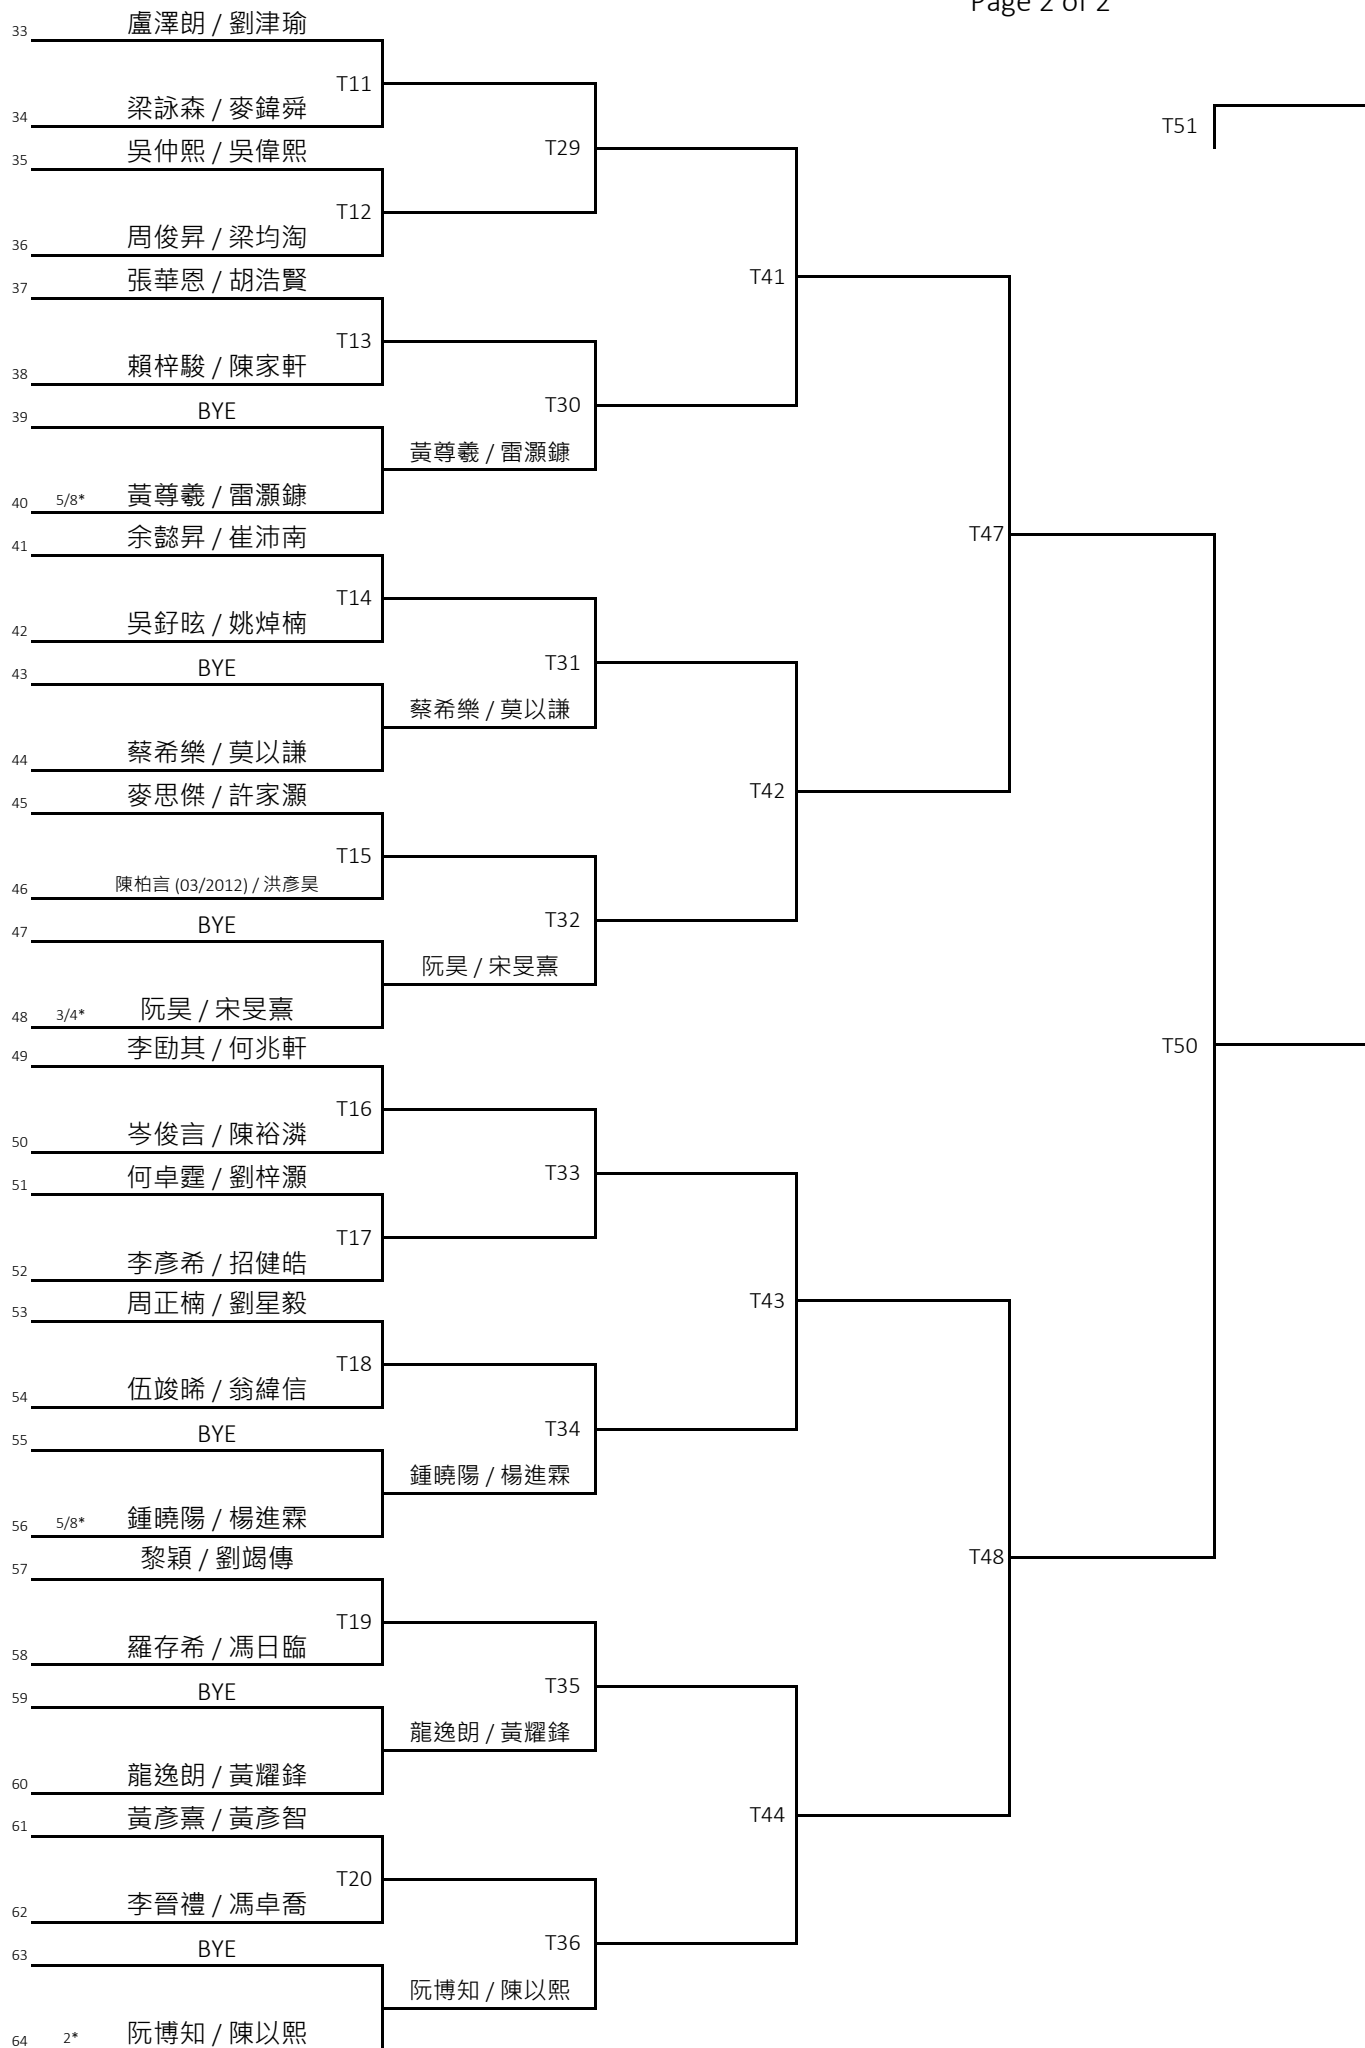 Page 2 of 2
33 盧澤朗 / 劉津瑜
T11
34 梁詠森 / 麥鍏舜
T51
35 吳仲熙 / 吳偉熙
T29
T12
36 周俊昇 / 梁均淘
37 張華恩 / 胡浩賢
T41
T13
38 賴梓駿 / 陳家軒
39 BYE
T30
黃尊羲 / 雷灝鏮
40 5/8* 黃尊羲 / 雷灝鏮
41 余懿昇 / 崔沛南
T47
T14
42 吳釨昡 / 姚焯楠
43 BYE
T31
蔡希樂 / 莫以謙
44 蔡希樂 / 莫以謙
45 麥思傑 / 許家灝
T42
T15
46 陳柏言 (03/2012) / 洪彥昊
47 BYE
T32
阮昊 / 宋旻熹
48 3/4* 阮昊 / 宋旻熹
49 李劻其 / 何兆軒
T50
T16
50 岑俊言 / 陳裕潾
51 何卓霆 / 劉梓灝
T33
T17
52 李彥希 / 招健皓
53 周正楠 / 劉星毅
T43
T18
54 伍竣晞 / 翁緯信
55 BYE
T34
鍾曉陽 / 楊進霖
56 5/8* 鍾曉陽 / 楊進霖
57 黎穎 / 劉竭傳
T48
T19
58 羅存希 / 馮日臨
59 BYE
T35
龍逸朗 / 黃耀鋒
60 龍逸朗 / 黃耀鋒
61 黃彥熹 / 黃彥智
T44
T20
62 李晉禮 / 馮卓喬
63 BYE
T36
阮博知 / 陳以熙
64 2* 阮博知 / 陳以熙